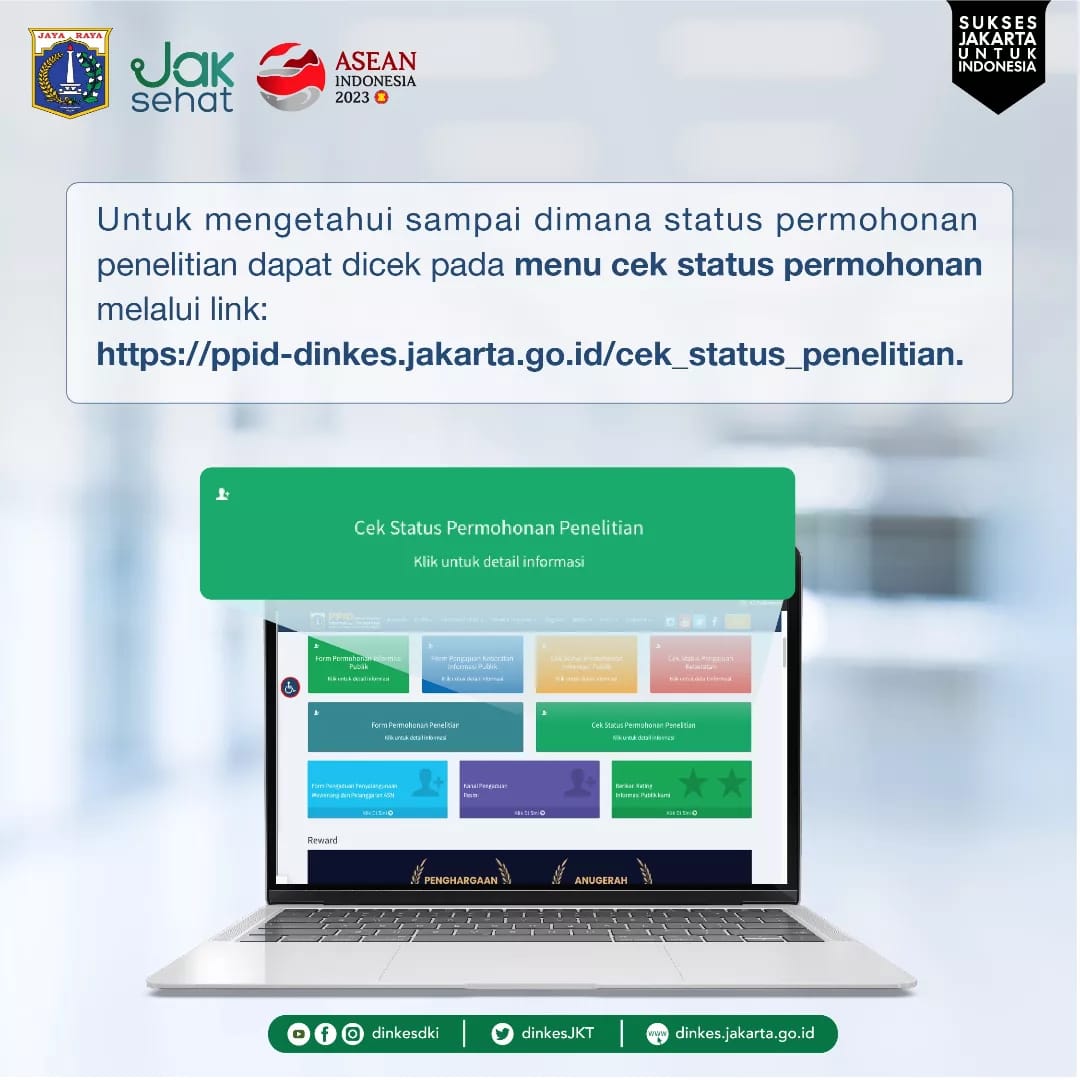 JAYA RAYA
Jak
sehat
ASEAN
INDONESIA
2023
SUKSES
JAKARTA
UNTUK
INDONESIA
Untuk mengetahui sampai dimana status permohonan
penelitian dapat dicek pada menu cek status permohonan
melalui link:
https://ppid-dinkes.jakarta.go.id/cek_status_penelitian.
Cek Status Permohonan Penelitian
Klik untuk detail informasi
PPID
Form Permohonan Informasi
Publik
Klik untuk detail informasi
Form Pengajuan Keberatan
Informasi Publik
Klik untuk detail informasi
Cek Status Permohonan
Informasi Publik
Klik untuk detail informasi
Cek Status Pengajuan
Keberatan
Klik untuk detail informasi
Form Permohonan Penelitian
Klik untuk detail informasi
Cek Status Permohonan Penelitian
Klik untuk detail informasi
Form Pengaduan Penyalahgunaan
Wewenang dan Pelanggaran ASN
Klik Di Sini
Kanal Pengaduan
Resmi
Klik Di Sini
Berikan Rating
Informasi Publik kami
Klik Di Sini
Reward
PENGHARGAAN
ANUGERAH
dinkesdki
dinkesJKT
www
dinkes.jakarta.go.id